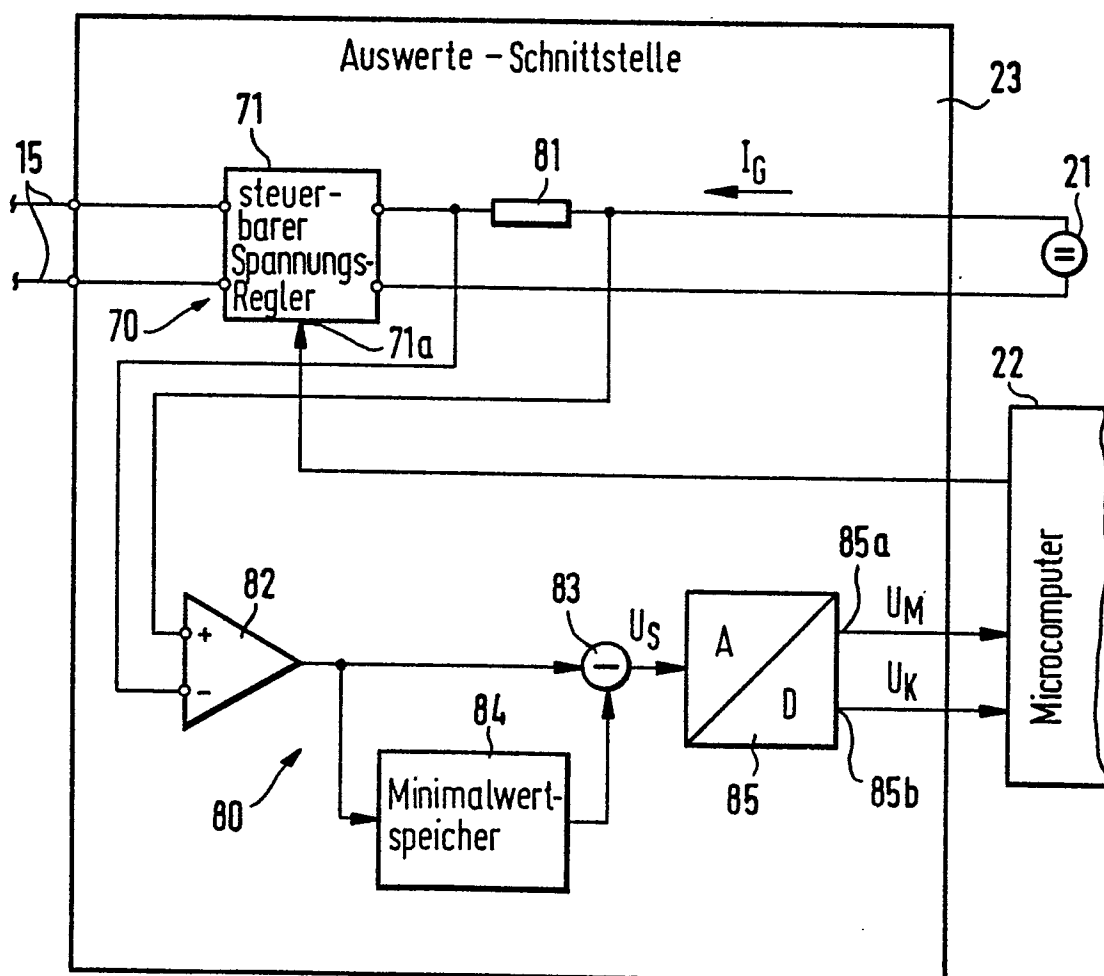 Auswerte – Schnittstelle
23
71
15
steuer-
barer
Spannungs-
Regler
81
I_G
21
=
70
71a
22
82
+
-
83
U_S
A
D
85a
U_M
U_K
Microcomputer
84
Minimalwert-
speicher
80
85
85b